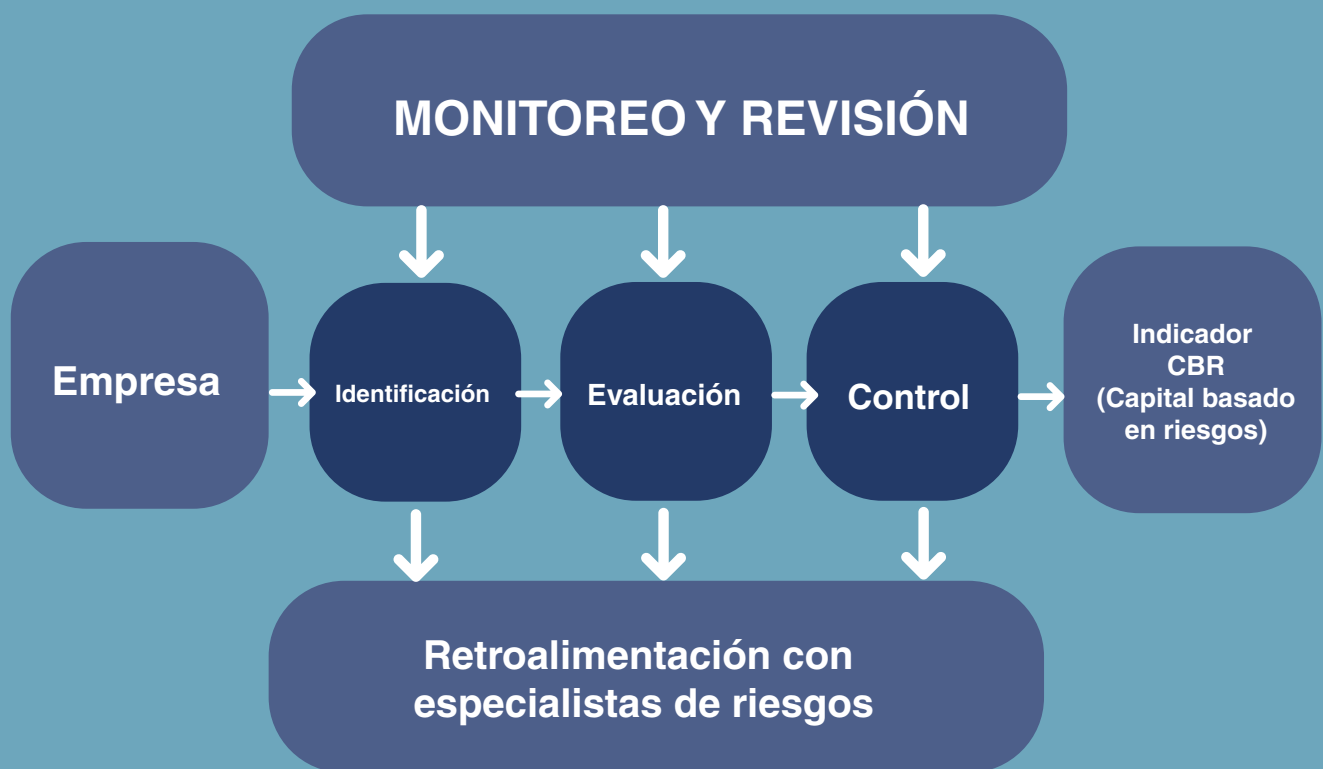 MONITOREO Y REVISIÓN
Empresa
Identificación
Evaluación
Control
Indicador
CBR
(Capital basado
en riesgos)
Retroalimentación con
especialistas de riesgos